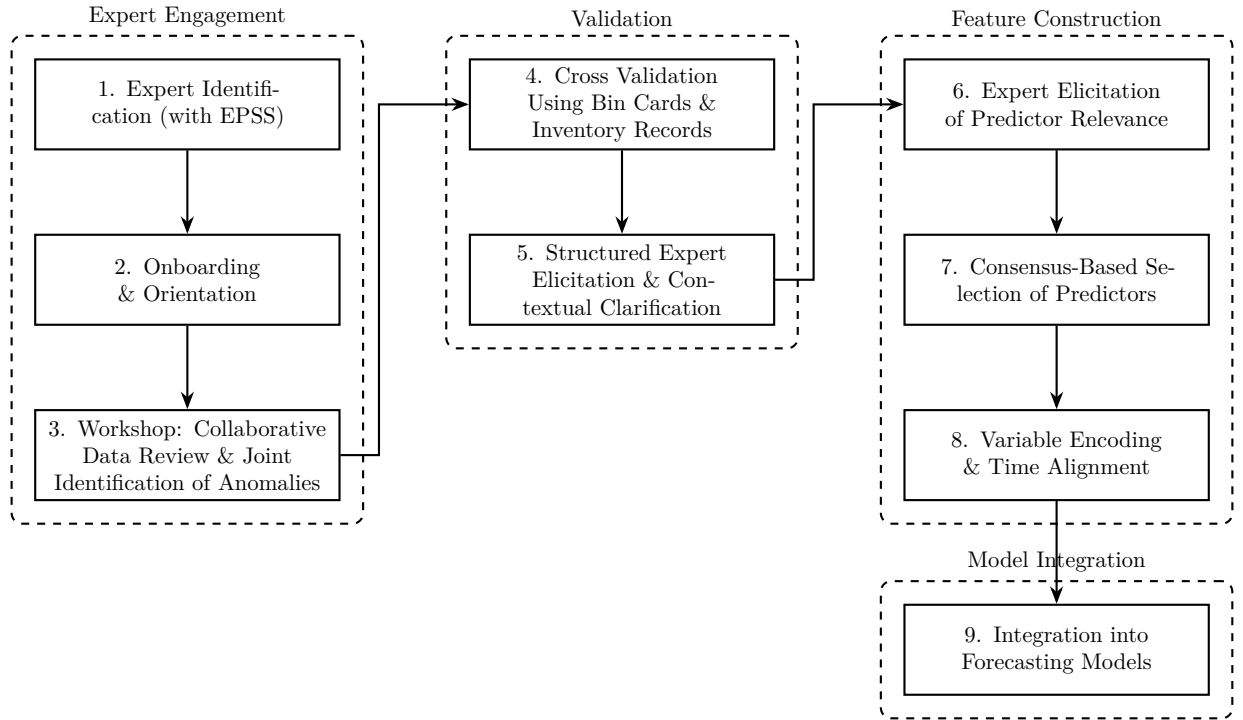 Expert Engagement
1. Expert Identifi-
cation (with EPSS)
2. Onboarding
& Orientation
3. Workshop: Collaborative
Data Review & Joint
Identification of Anomalies
Validation
4. Cross Validation
Using Bin Cards &
Inventory Records
5. Structured Expert
Elicitation & Con-
textual Clarification
Feature Construction
6. Expert Elicitation
of Predictor Relevance
7. Consensus-Based Se-
lection of Predictors
8. Variable Encoding
& Time Alignment
Model Integration
9. Integration into
Forecasting Models